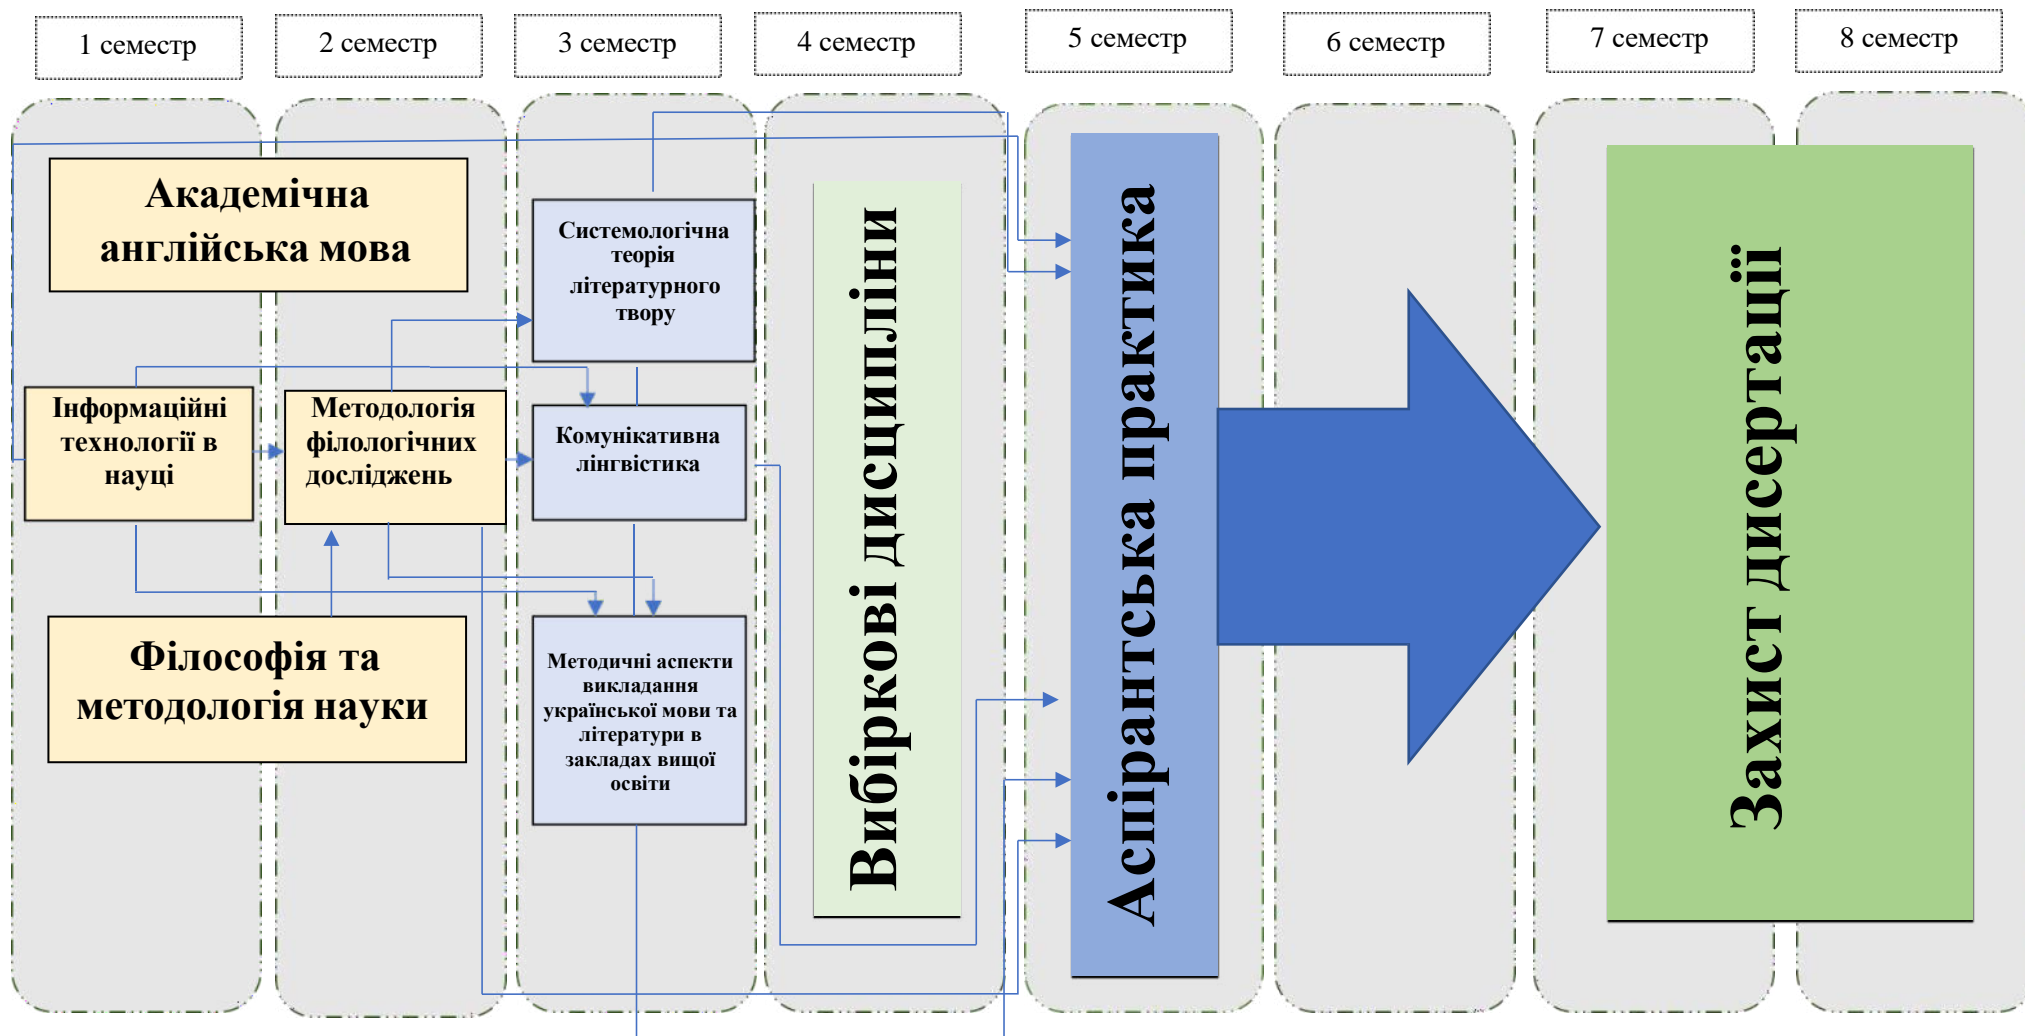 1 семестр
2 семестр
3 семестр
4 семестр
5 семестр
6 семестр
7 семестр
8 семестр
Академічна
англійська мова
Інформаційні
технології в
науці
Методологія
філологічних
досліджень
Філософія та
методологія науки
Системологічна
теорія
літературного
твору
Комунікативна
лінгвістика
Методичні аспекти
викладання
української мови та
літератури в
закладах вищої
освіти
Вибіркові дисципліни
Аспірантська практика
Захист дисертації